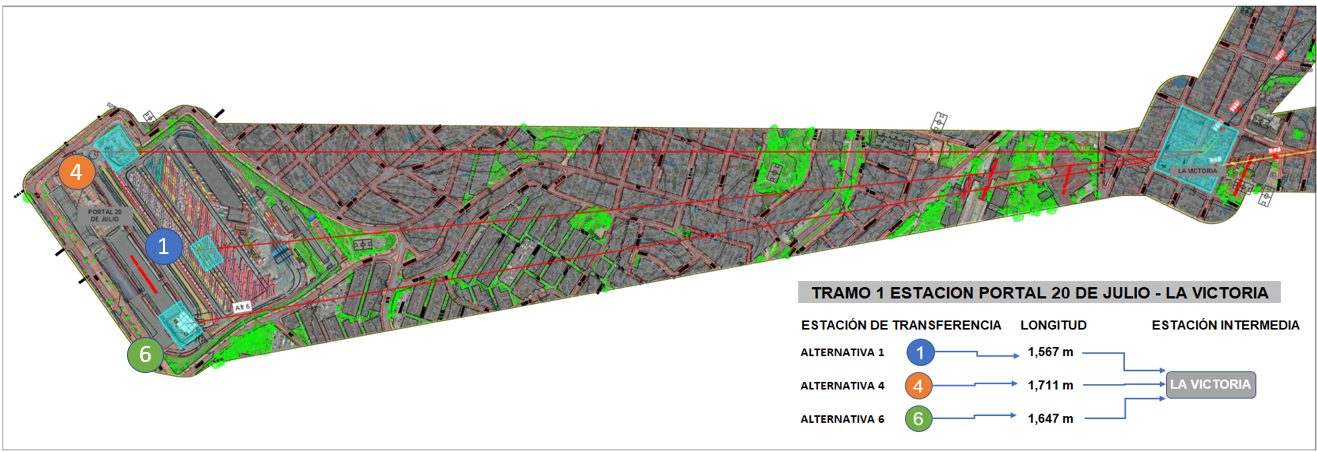 4
PORTAL 20
DE JULIO
1
Alt 6
6
LA VICTORIA
TRAMO 1 ESTACION PORTAL 20 DE JULIO - LA VICTORIA
ESTACIÓN DE TRANSFERENCIA LONGITUD ESTACIÓN INTERMEDIA
ALTERNATIVA 1 1 1,567 m
ALTERNATIVA 4 4 1,711 m LA VICTORIA
ALTERNATIVA 6 6 1,647 m